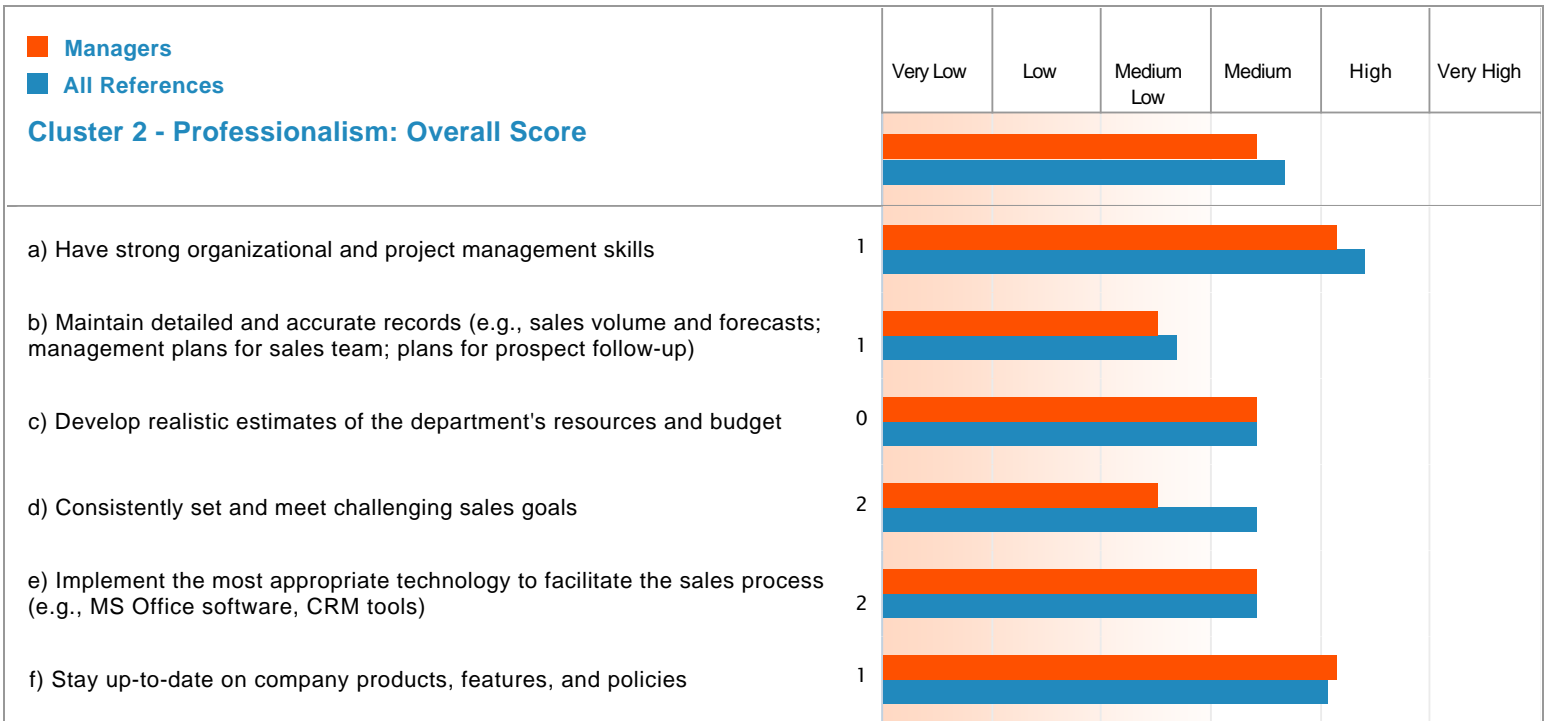 Managers
All References
Very Low
Low
Medium
Low
Medium
High
Very High
Cluster 2 - Professionalism: Overall Score
a) Have strong organizational and project management skills
1
b) Maintain detailed and accurate records (e.g., sales volume and forecasts;
management plans for sales team; plans for prospect follow-up)
1
c) Develop realistic estimates of the department's resources and budget
0
d) Consistently set and meet challenging sales goals
2
e) Implement the most appropriate technology to facilitate the sales process
(e.g., MS Office software, CRM tools)
2
f) Stay up-to-date on company products, features, and policies
1